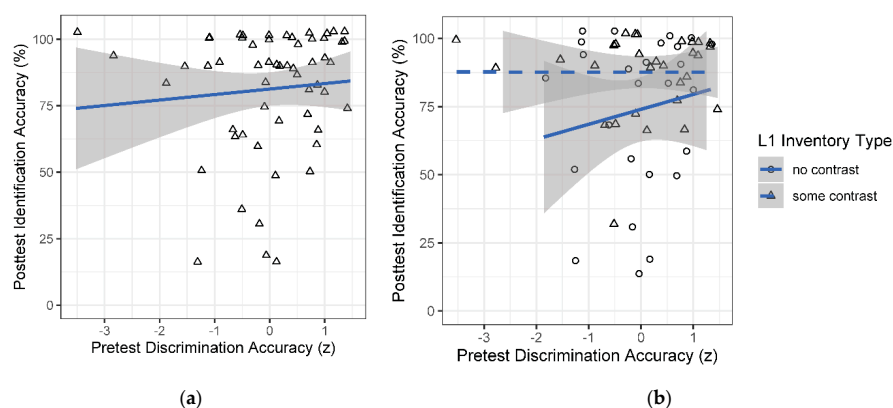 100
75
50
25
0
Posttest Identification Accuracy (%)
-3
-2
-1
0
1
Pretest Discrimination Accuracy (z)
(a)
100
75
50
25
0
Posttest Identification Accuracy (%)
-3
-2
-1
0
1
Pretest Discrimination Accuracy (z)
(b)
L1 Inventory Type
no contrast
some contrast